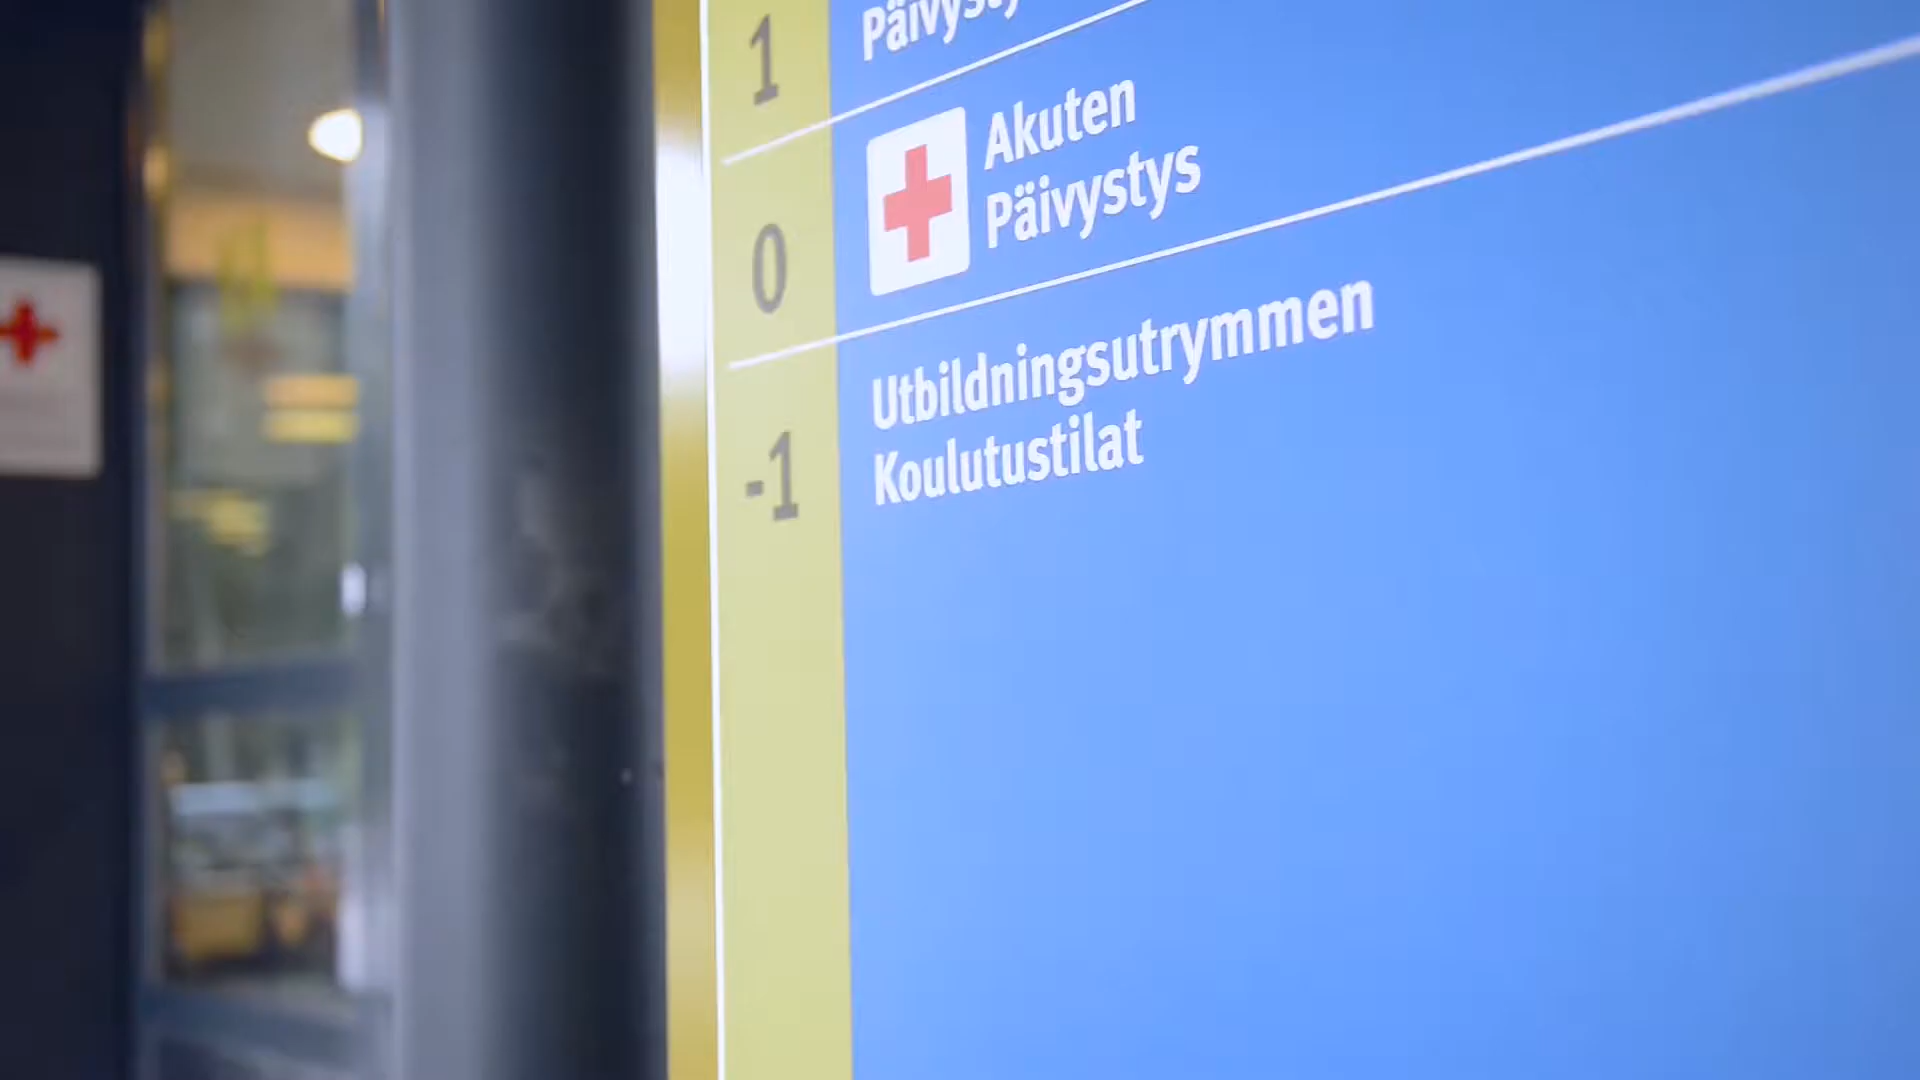 1
0
Akuten
Päivystys
-1
Utbildningsutrymmen
Koulutustilat